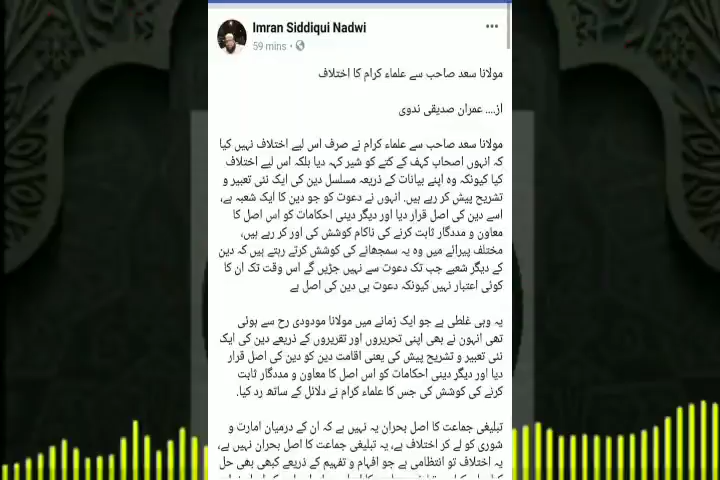 Imran Siddiqui Nadwi
59 mins •
مولانا سعد صاحب سے علماء کرام کا اختلاف
از.... عمران صدیقی ندوی
مولانا سعد صاحب سے علماء کرام نے صرف اس لیے اختلاف نہیں کیا
کہ انہوں اصحاب کہف کے کتے کو شیر کہہ دیا بلکہ اس لیے اختلاف
کیا کیونکہ وہ اپنے بیانات کے ذریعہ مسلسل دین کی ایک نئی تعبیر و
تشریح پیش کر رہے ہیں. انہوں نے دعوت کو جو دین کا ایک شعبہ ہے،
اسے دین کی اصل قرار دیا اور دیگر دینی احکامات کو اس اصل کا
معاون و مددگار ثابت کرنے کی ناکام کوشش کی اور کر رہے ہیں،
مختلف پیرائے میں وہ یہ سمجھانے کی کوشش کرتے رہتے ہیں کہ دین
کے دیگر شعبے جب تک دعوت سے نہیں جڑیں گے اس وقت تک ان کا
کوئی اعتبار نہیں کیونکہ دعوت ہی دین کی اصل ہے
یہ وہی غلطی ہے جو ایک زمانے میں مولانا مودودی رح سے ہوئی
تھی انہون نے بھی اپنی تحریروں اور تقریروں کے ذریعے دین کی ایک
نئی تعبیر و تشریح پیش کی یعنی اقامت دین کو دین کی اصل قرار
دیا اور دیگر دینی احکامات کو اس اصل کا معاون و مددگار ثابت
کرنے کی کوشش کی جس کا علماء کرام نے دلائل کے ساتھ رد کیا.
تبلیغی جماعت کا اصل بحران یہ نہیں ہے کہ ان کے درمیان امارت و
شوری کو لے کر اختلاف ہے، یہ تبلیغی جماعت کا اصل بحران نہیں ہے،
یہ اختلاف تو انتظامی ہے جو افہام و تفہیم کے ذریعے کبھی بھی حل